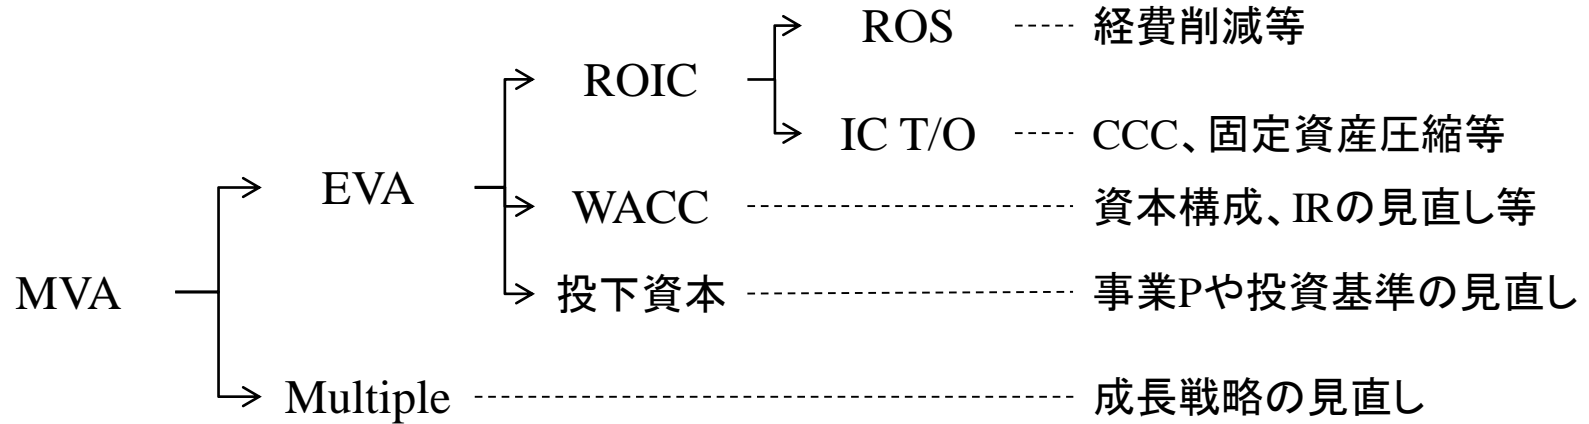 ROS 経費削減等
ROIC
IC T/O CCC、固定資産圧縮等
EVA
WACC 資本構成、IRの見直し等
MVA
投下資本 事業Pや投資基準の見直し
Multiple 成長戦略の見直し